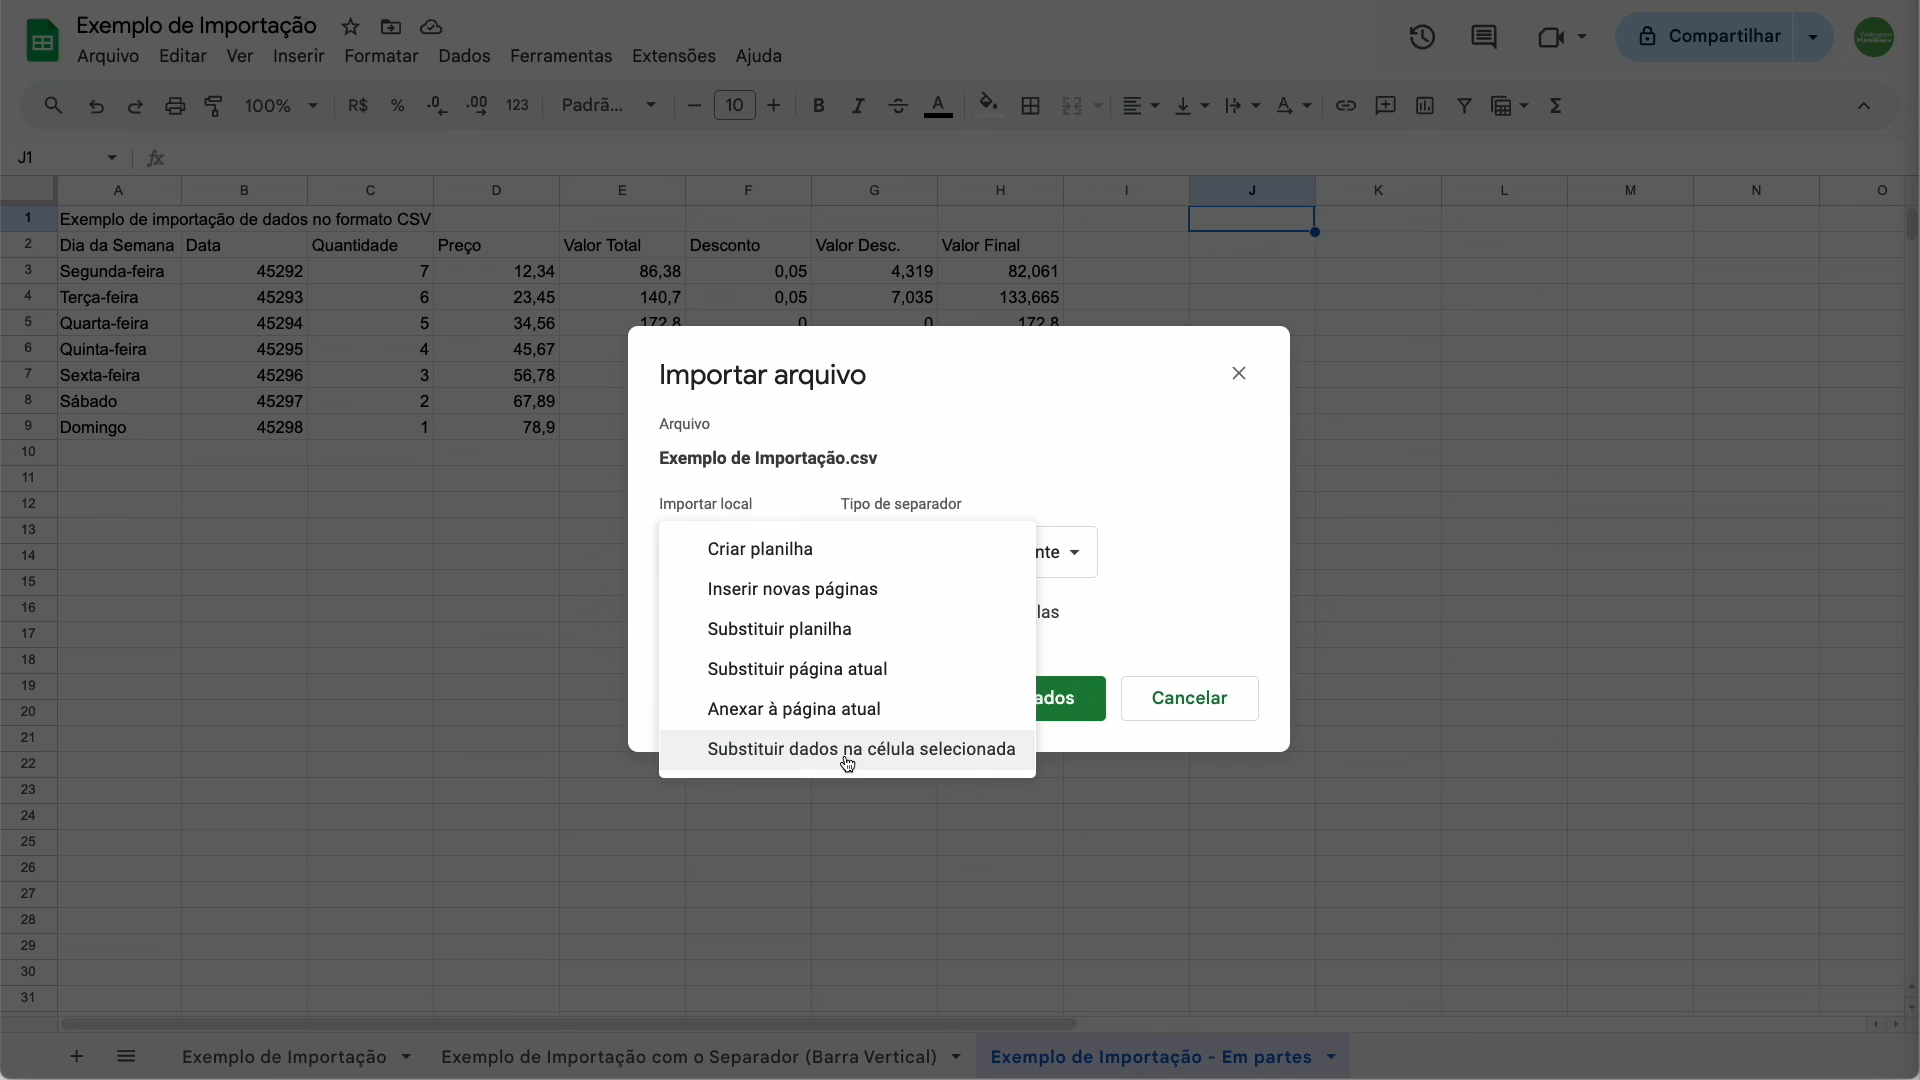 Exemplo de Importação
Arquivo Editar Ver Inserir Formatar Dados Ferramentas Extensões Ajuda
Compartilhar
100% R$ % .0 .00 123 Padrã... 10 B I S A Σ
J1 fx
A B C D E F G H I J K L M N O
1 Exemplo de importação de dados no formato CSV
2 Dia da Semana Data Quantidade Preço Valor Total Desconto Valor Desc. Valor Final
3 Segunda-feira 45292 7 12,34 86,38 0,05 4,319 82,061
4 Terça-feira 45293 6 23,45 140,7 0,05 7,035 133,665
5 Quarta-feira 45294 5 34,56 172,8 0 0 172,8
6 Quinta-feira 45295 4 45,67
7 Sexta-feira 45296 3 56,78
8 Sábado 45297 2 67,89
9 Domingo 45298 1 78,9
10
11
12
13
14
15
16
17
18
19
20
21
22
23
24
25
26
27
28
29
30
31
Importar arquivo
Arquivo
Exemplo de Importação.csv
Importar local Tipo de separador
nte
las
ados
Cancelar
Criar planilha
Inserir novas páginas
Substituir planilha
Substituir página atual
Anexar à página atual
Substituir dados na célula selecionada
Exemplo de Importação Exemplo de Importação com o Separador (Barra Vertical) Exemplo de Importação - Em partes